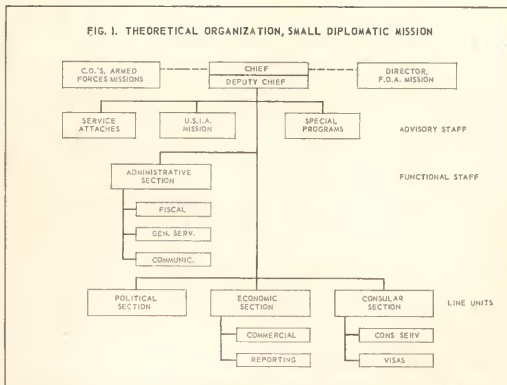 FIG. 1. THEORETICAL ORGANIZATION, SMALL DIPLOMATIC MISSION
C.O.'S, ARMED
FORCES MISSIONS
CHIEF
DEPUTY CHIEF
DIRECTOR,
F.O.A. MISSION
SERVICE
ATTACHES
U.S.I.A.
MISSION
SPECIAL
PROGRAMS
ADVISORY STAFF
ADMINISTRATIVE
SECTION
FUNCTIONAL STAFF
FISCAL
GEN. SERV.
COMMUNIC.
POLITICAL
SECTION
ECONOMIC
SECTION
CONSULAR
SECTION
LINE UNITS
COMMERCIAL
CONS SERV
REPORTING
VISAS